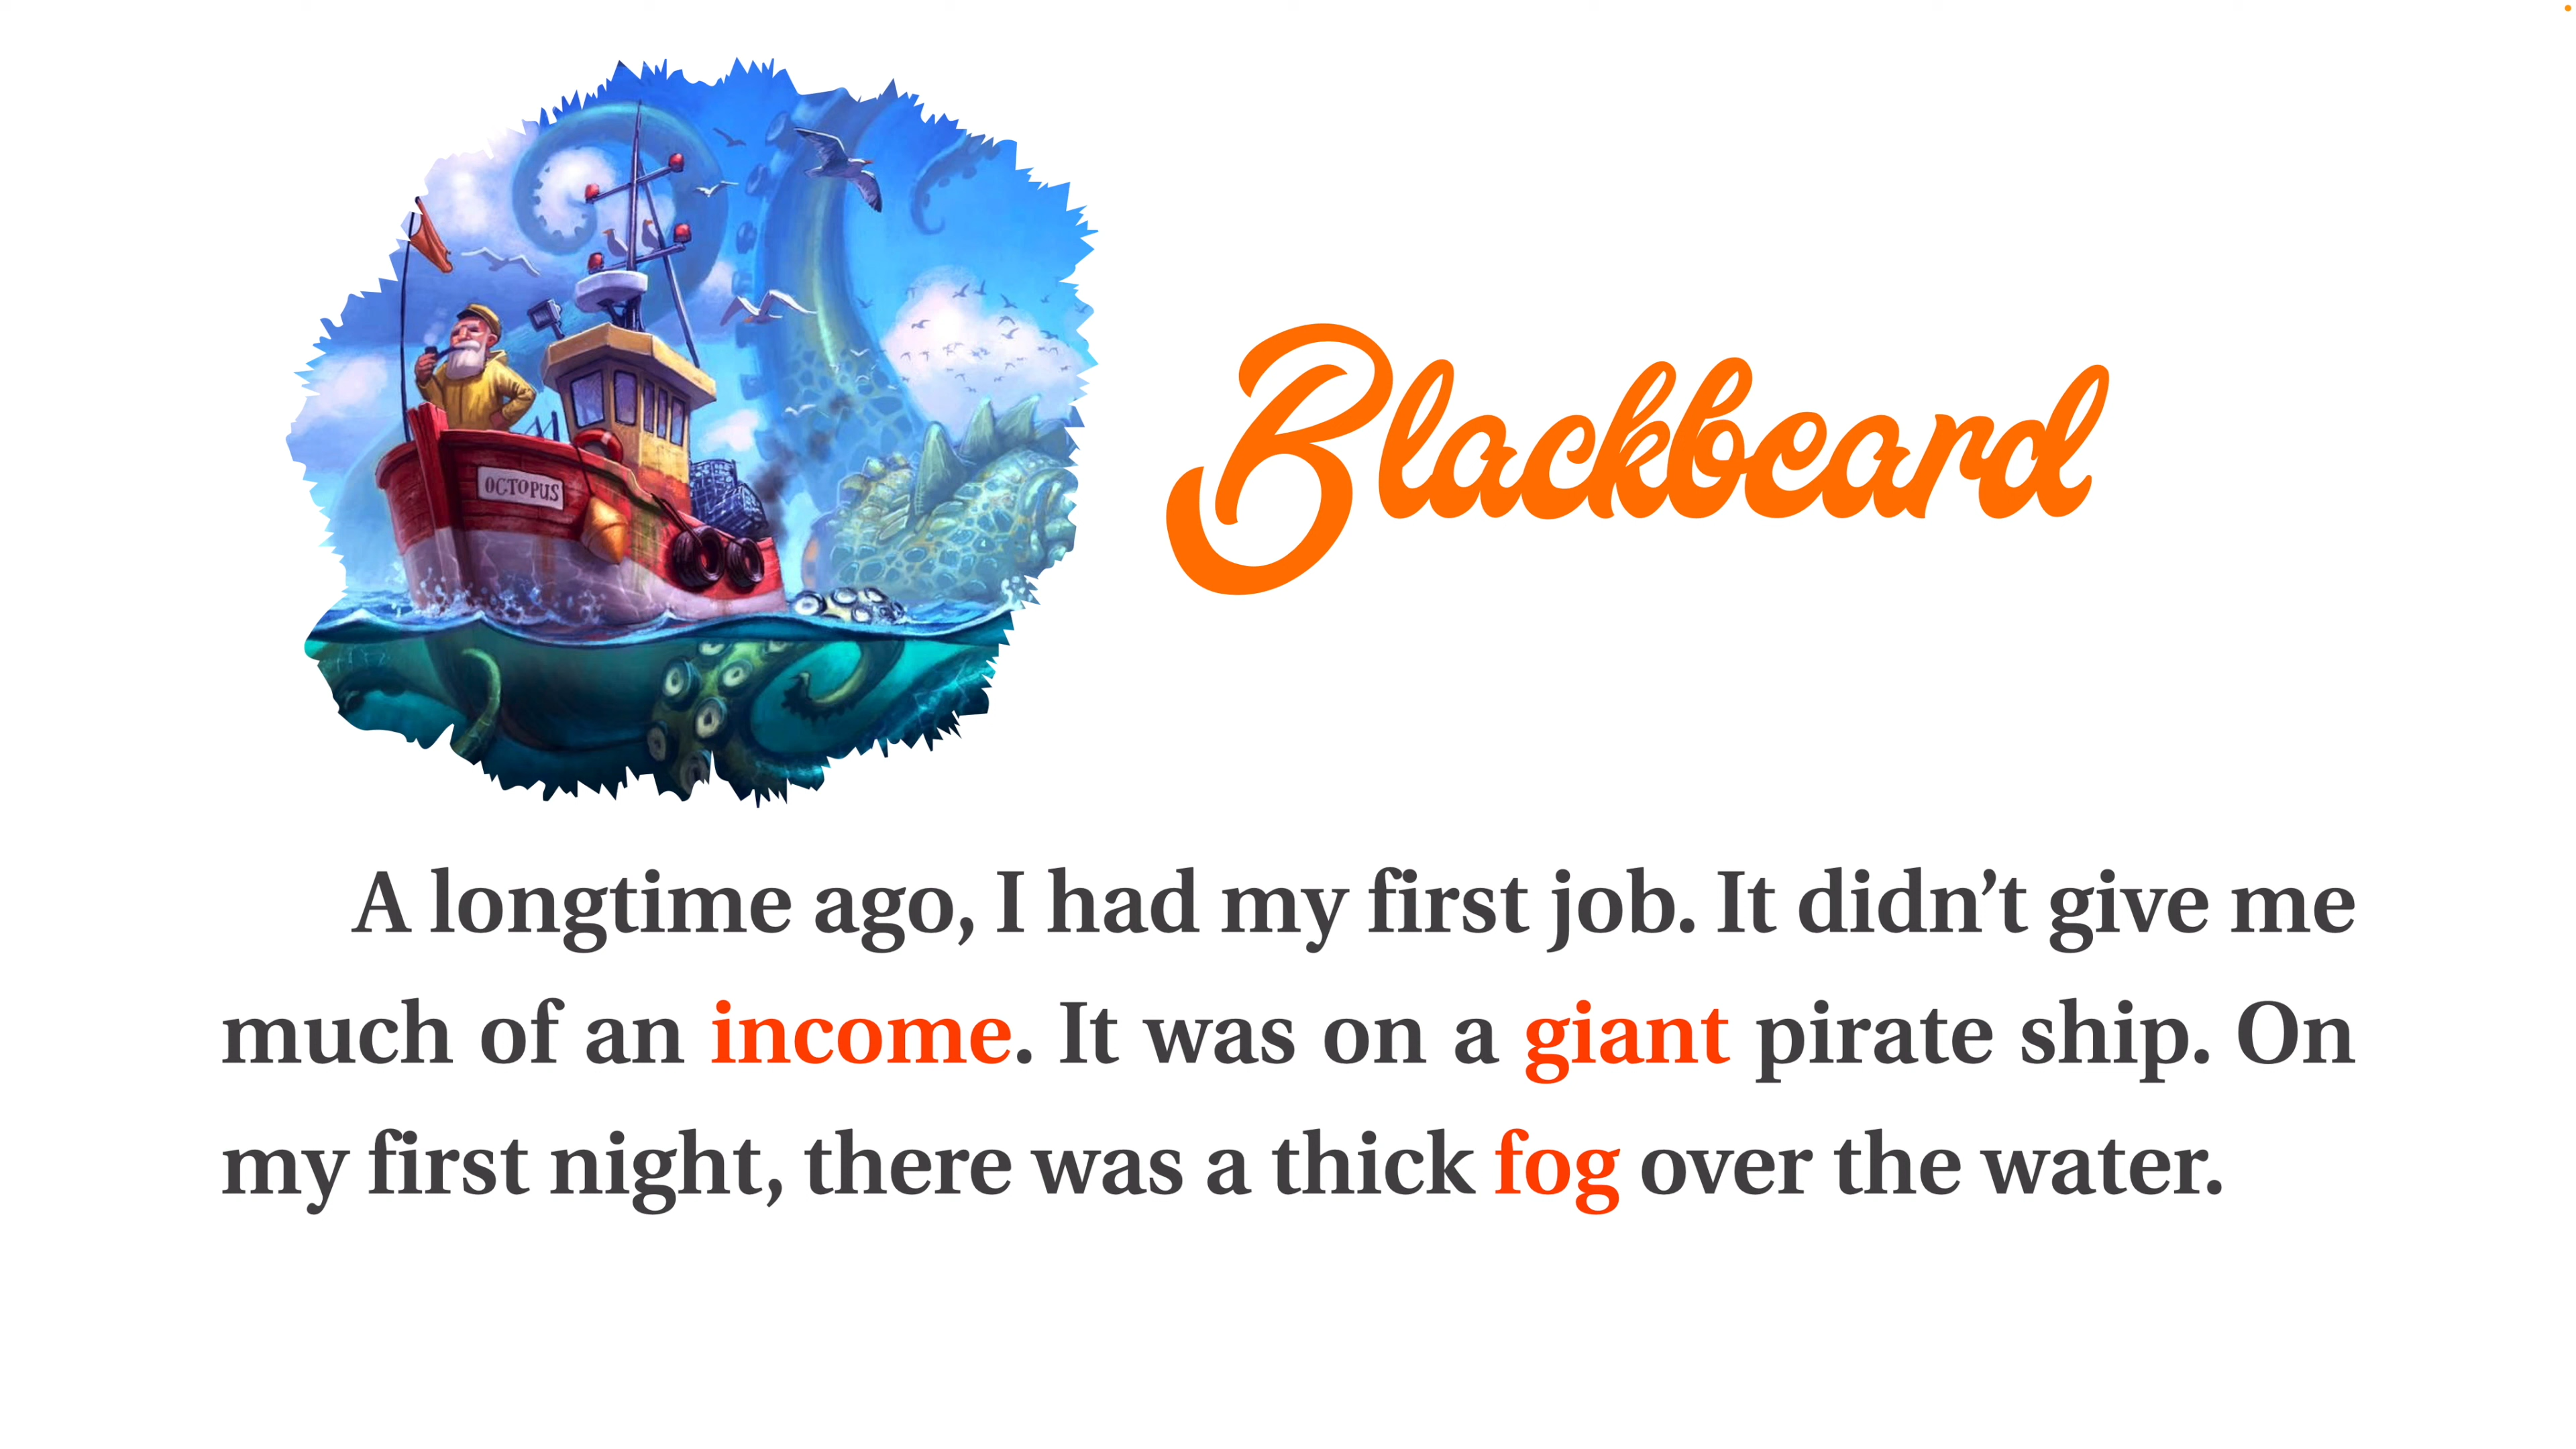 OCTOPUS
Blackbeard
A longtime ago, I had my first job. It didn’t give me
much of an income. It was on a giant pirate ship. On
my first night, there was a thick fog over the water.